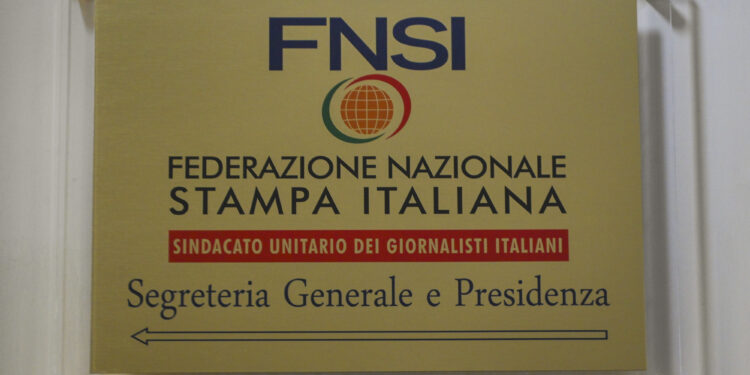 FNSI
FEDERAZIONE NAZIONALE
STAMPA ITALIANA
SINDACATO UNITARIO DEI GIORNALISTI ITALIANI
Segreteria Generale e Presidenza